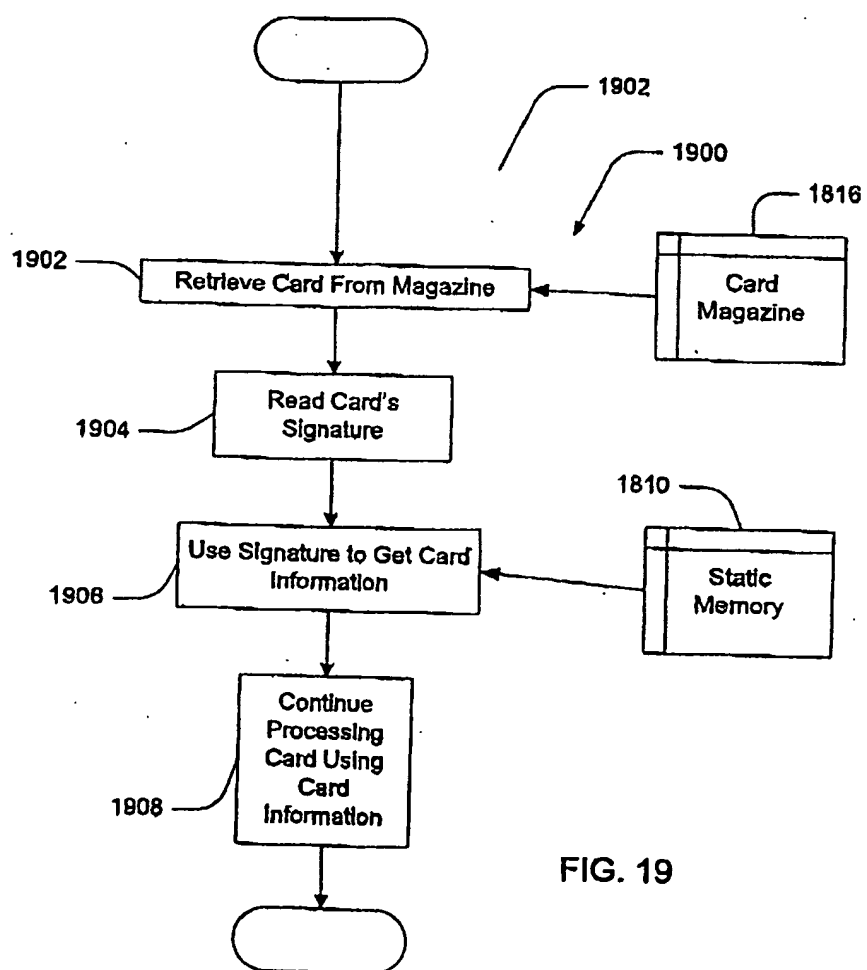 1902
1900
1816
1902
Retrieve Card From Magazine
Card
Magazine
Read Card's
Signature
1904
1810
Use Signature to Get Card
Information
1906
Static
Memory
Continue
Processing
Card Using
Card
Information
1908
FIG. 19